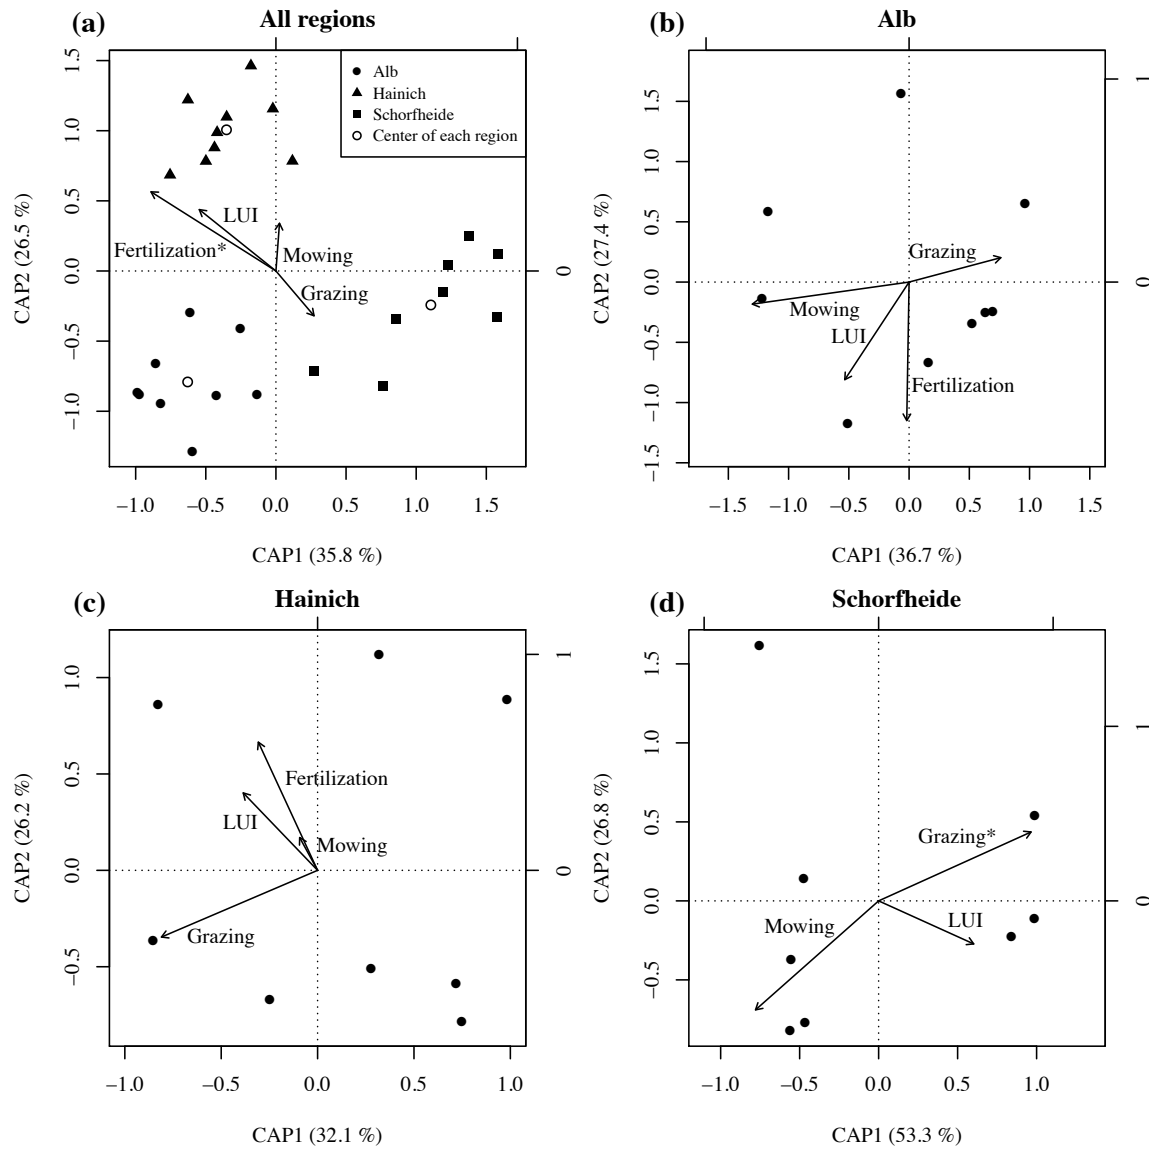 (a) All regions
1.5
1.0
0.5
0.0
−0.5
−1.0
CAP2 (26.5 %)
Alb
Hainich
Schorfheide
Center of each region
LUI
Fertilization*
Mowing
Grazing
0
−1.0 −0.5 0.0 0.5 1.0 1.5
CAP1 (35.8 %)
(b) Alb
1.5
1.0
0.5
0.0
−0.5
−1.0
−1.5
CAP2 (27.4 %)
1
0
Grazing
Mowing
LUI
Fertilization
−1.5 −1.0 −0.5 0.0 0.5 1.0 1.5
CAP1 (36.7 %)
(c) Hainich
1.0
0.5
0.0
−0.5
CAP2 (26.2 %)
1
0
Fertilization
LUI
Mowing
Grazing
−1.0 −0.5 0.0 0.5 1.0
CAP1 (32.1 %)
(d) Schorfheide
1.5
1.0
0.5
0.0
−0.5
CAP2 (26.8 %)
1
0
Grazing*
Mowing
LUI
−1.0 −0.5 0.0 0.5 1.0
CAP1 (53.3 %)